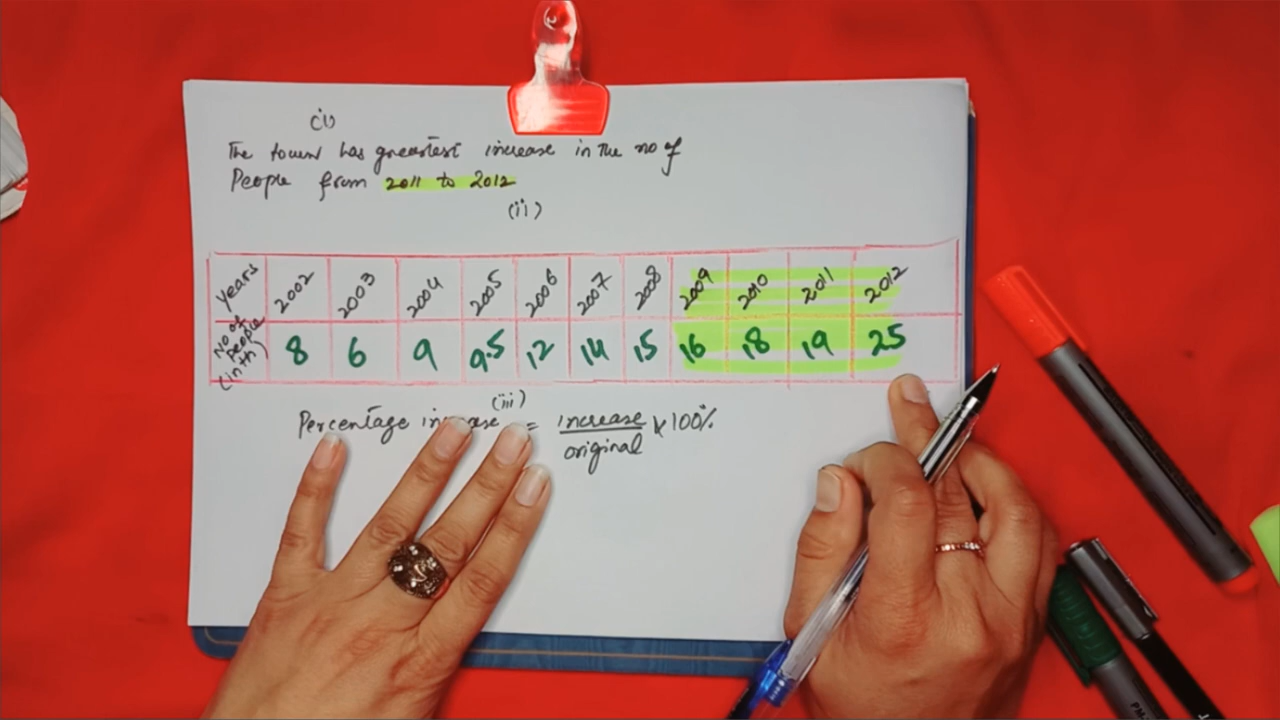 (i)
The town has greatest increase in the no of
People from 2011 to 2012
(ii)
Years 2002 2003 2004 2005 2006 2007 2008 2009 2010 2011 2012
No of people (in th) 8 6 9 9.5 12 14 15 16 18 19 25
(iii)
Percentage increase = increase/original × 100%